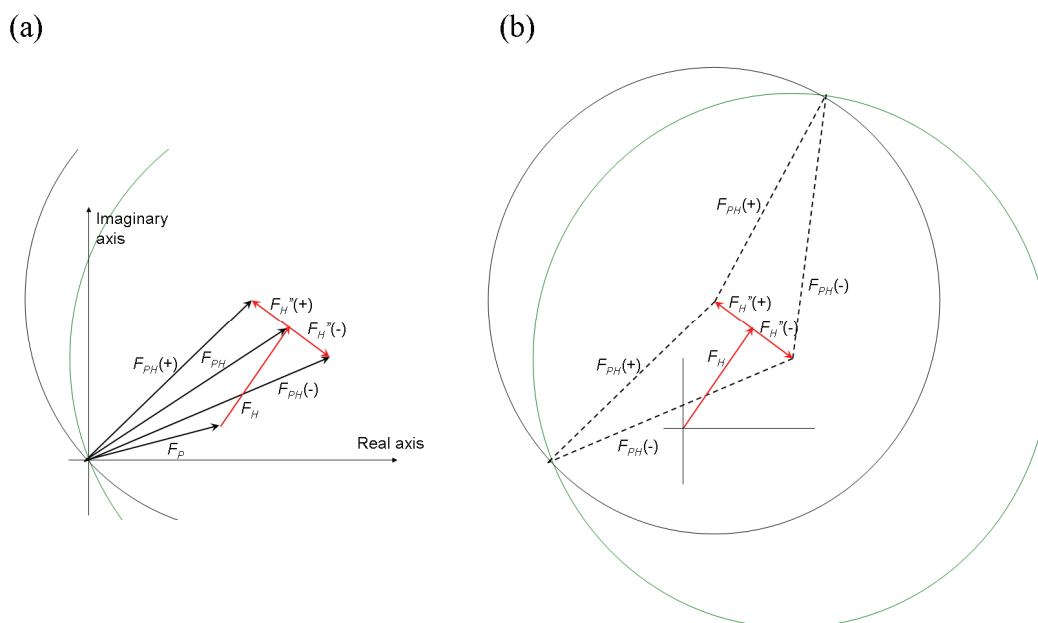 (a)
(b)
Imaginary
axis
F_H"(+)
F_H"(-)
F_PH(+)
F_PH
F_PH(-)
F_H
F_P
Real axis
F_PH(+)
F_PH(-)
F_H"(+)
F_H"(-)
F_H
F_PH(+)
F_PH(-)